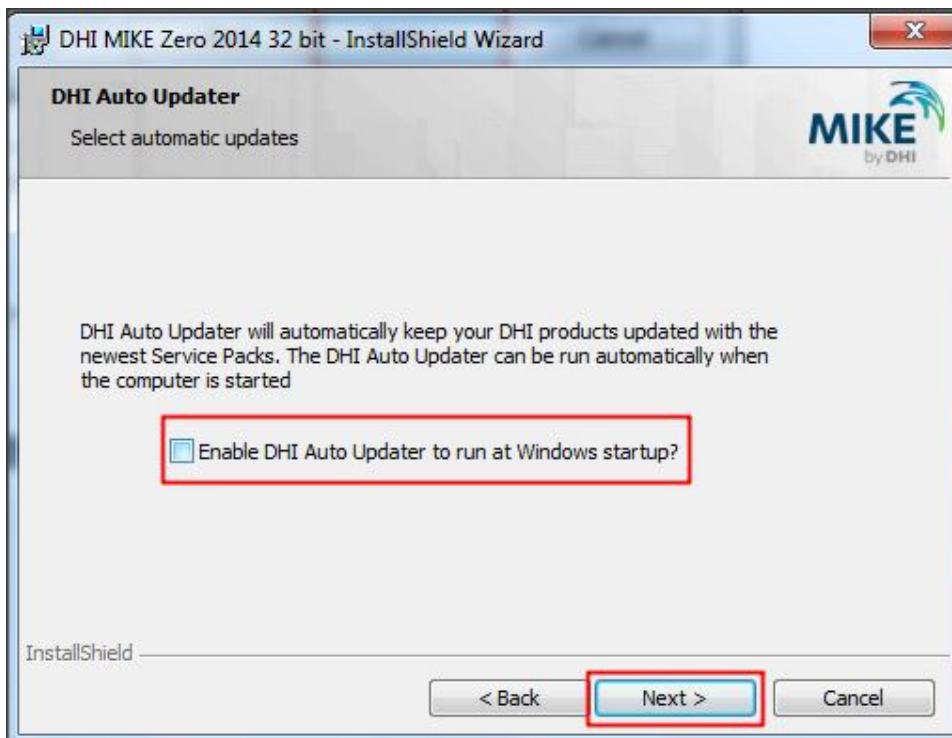 DHI MIKE Zero 2014 32 bit - InstallShield Wizard
DHI Auto Updater
Select automatic updates
MIKE
by DHI
DHI Auto Updater will automatically keep your DHI products updated with the
newest Service Packs. The DHI Auto Updater can be run automatically when
the computer is started
Enable DHI Auto Updater to run at Windows startup?
InstallShield
< Back
Next >
Cancel